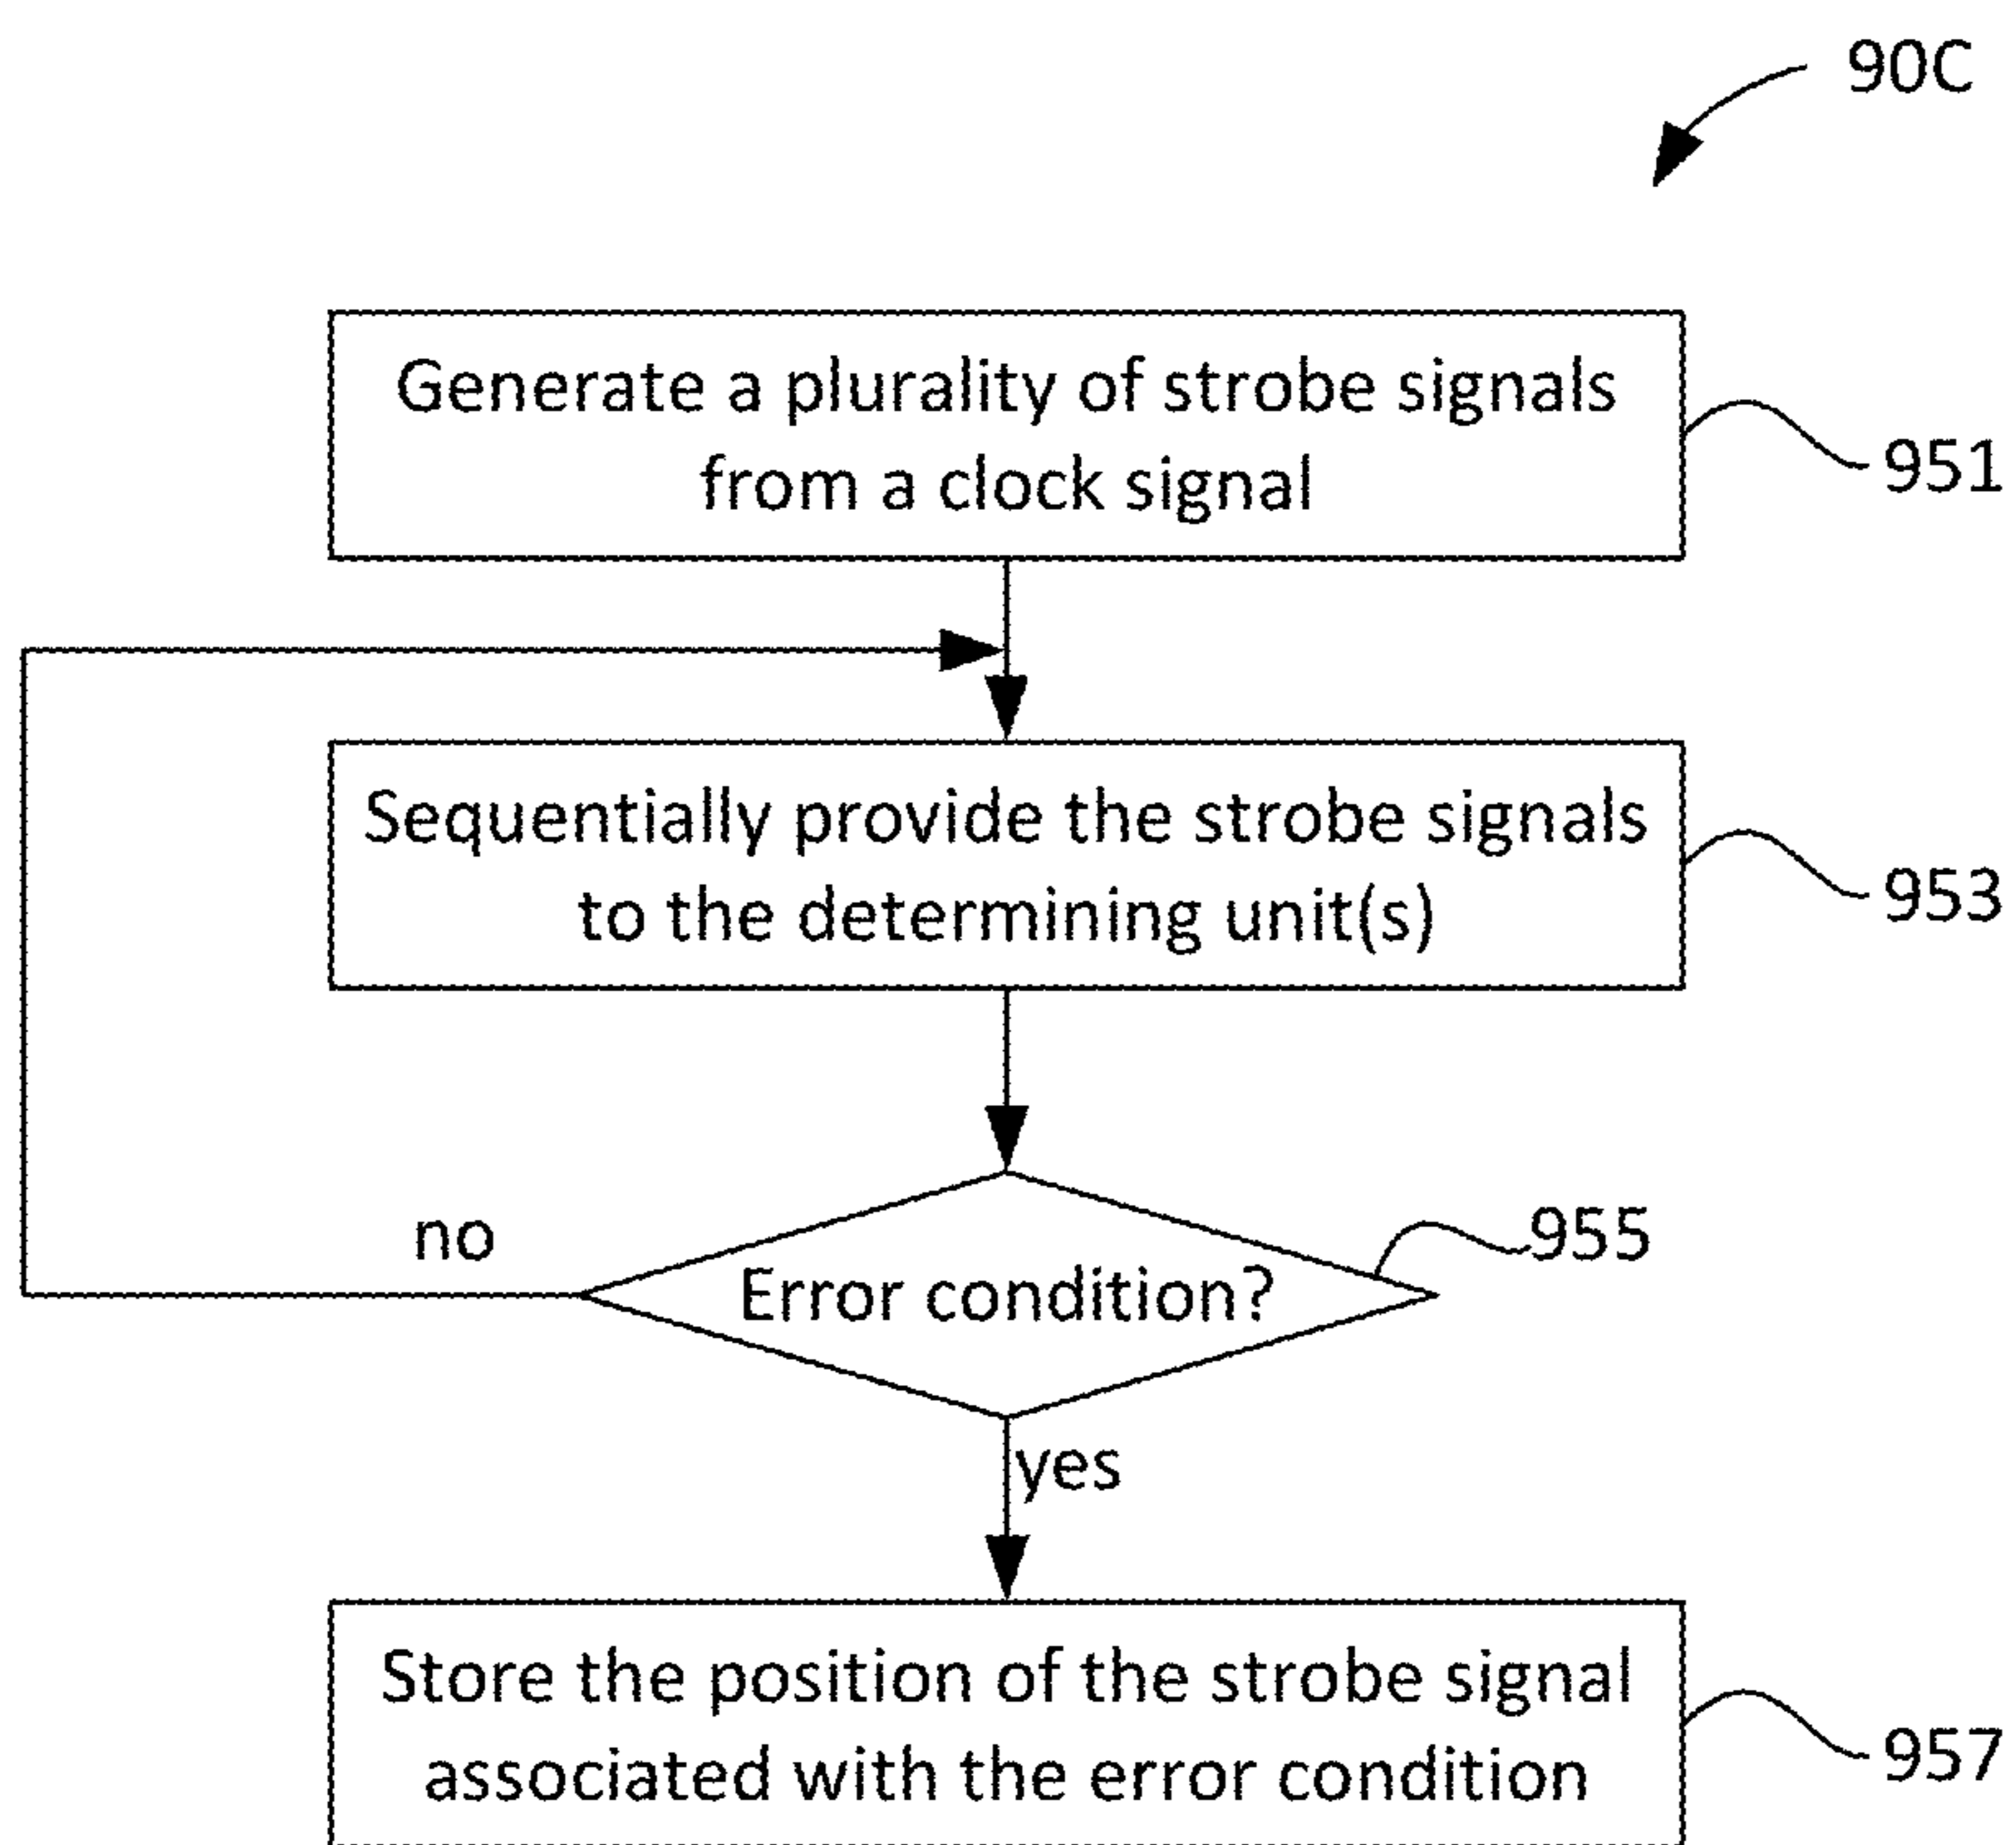 90C
Generate a plurality of strobe signals
from a clock signal
951
Sequentially provide the strobe signals
to the determining unit(s)
953
no
955
Error condition?
yes
Store the position of the strobe signal
associated with the error condition
957